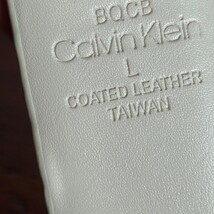 BQCB
Calvin Klein
L
COATED LEATHER
TAIWAN